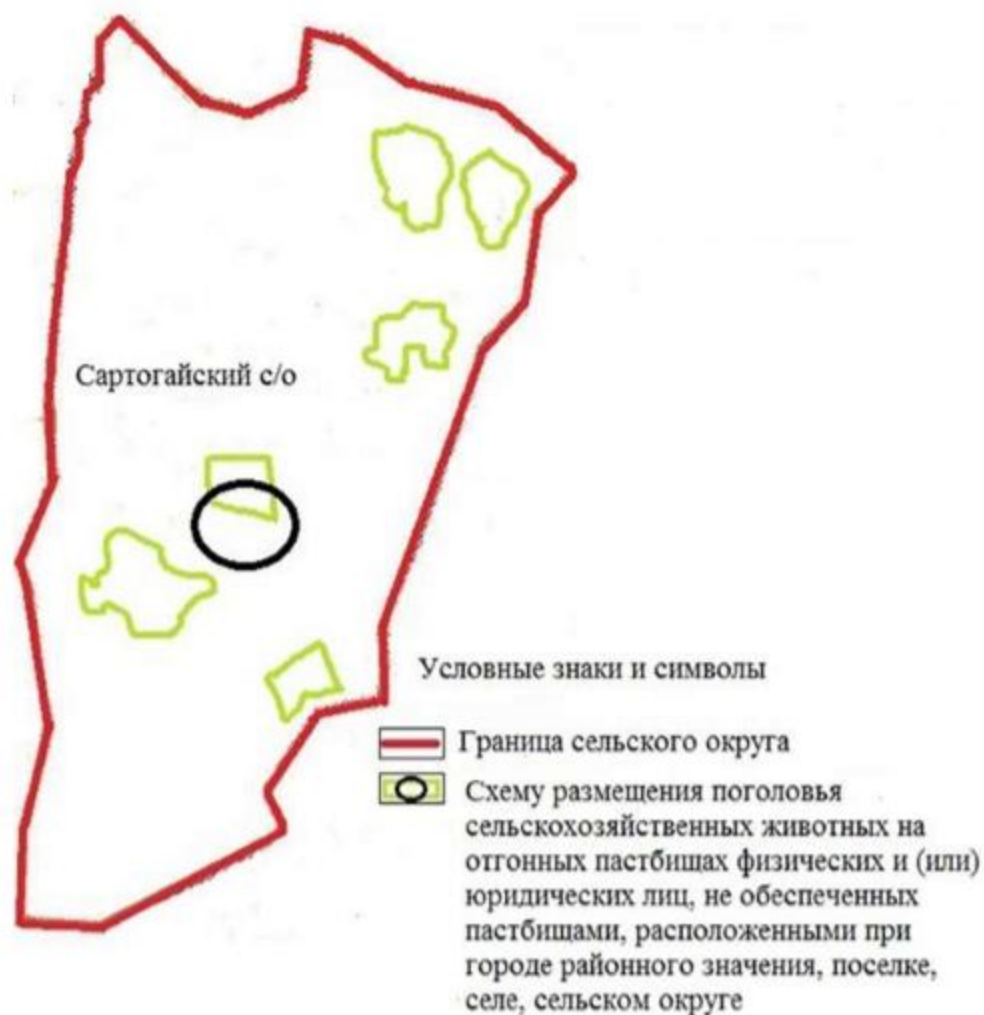 Сартогайский с/о
Условные знаки и символы
Граница сельского округа
Схему размещения поголовья
сельскохозяйственных животных на
отгонных пастбищах физических и (или)
юридических лиц, не обеспеченных
пастбищами, расположенными при
городе районного значения, поселке,
селе, сельском округе